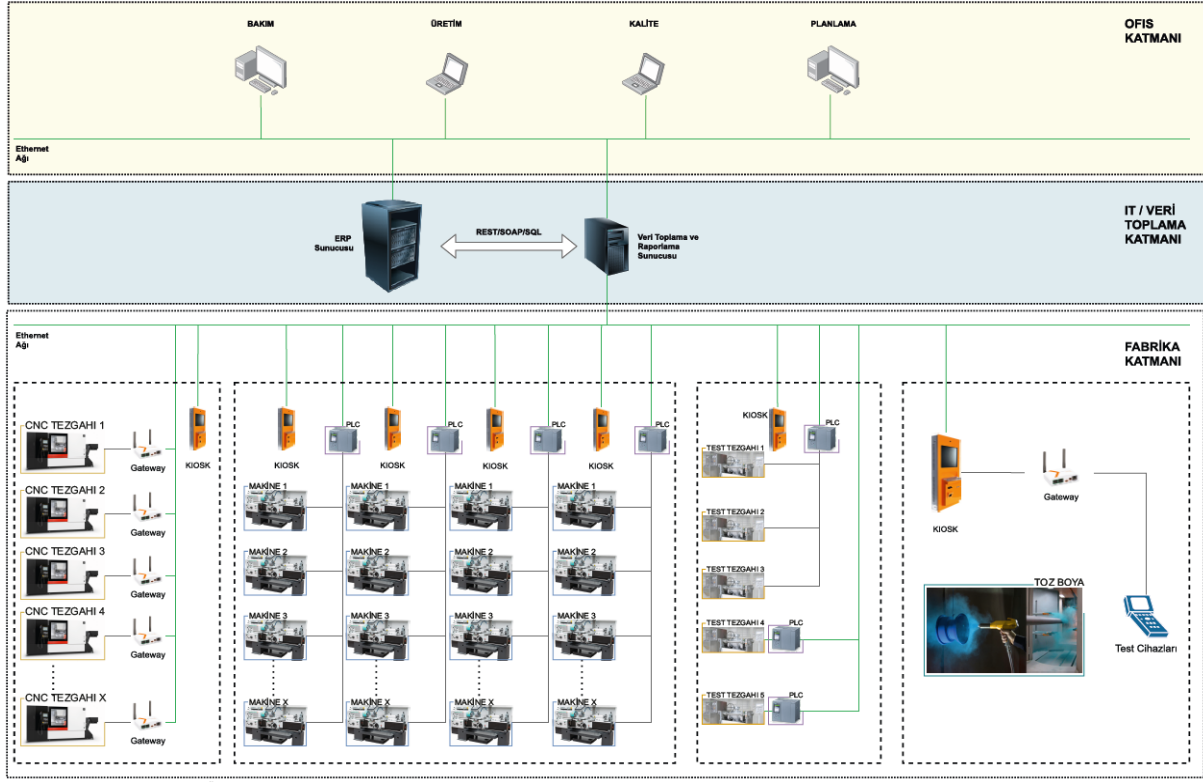 BAKIM
ÜRETİM
KALİTE
PLANLAMA
OFIS
KATMANI
Ethernet
Ağı
IT / VERİ
TOPLAMA
KATMANI
ERP
Sunucusu
REST/SOAP/SQL
Veri Toplama ve
Raporlama
Sunucusu
Ethernet
Ağı
FABRİKA
KATMANI
CNC TEZGAHI 1
Gateway
KIOSK
CNC TEZGAHI 2
Gateway
CNC TEZGAHI 3
Gateway
CNC TEZGAHI 4
Gateway
CNC TEZGAHI X
Gateway
KIOSK
PLC
KIOSK
PLC
KIOSK
PLC
KIOSK
PLC
MAKİNE 1
MAKİNE 1
MAKİNE 1
MAKİNE 1
MAKİNE 2
MAKİNE 2
MAKİNE 2
MAKİNE 2
MAKİNE 3
MAKİNE 3
MAKİNE 3
MAKİNE 3
MAKİNE X
MAKİNE X
MAKİNE X
MAKİNE X
KIOSK
PLC
TEST TEZGAHI 1
TEST TEZGAHI 2
TEST TEZGAHI 3
TEST TEZGAHI 4
PLC
TEST TEZGAHI 5
PLC
KIOSK
Gateway
TOZ BOYA
Test Cihazları